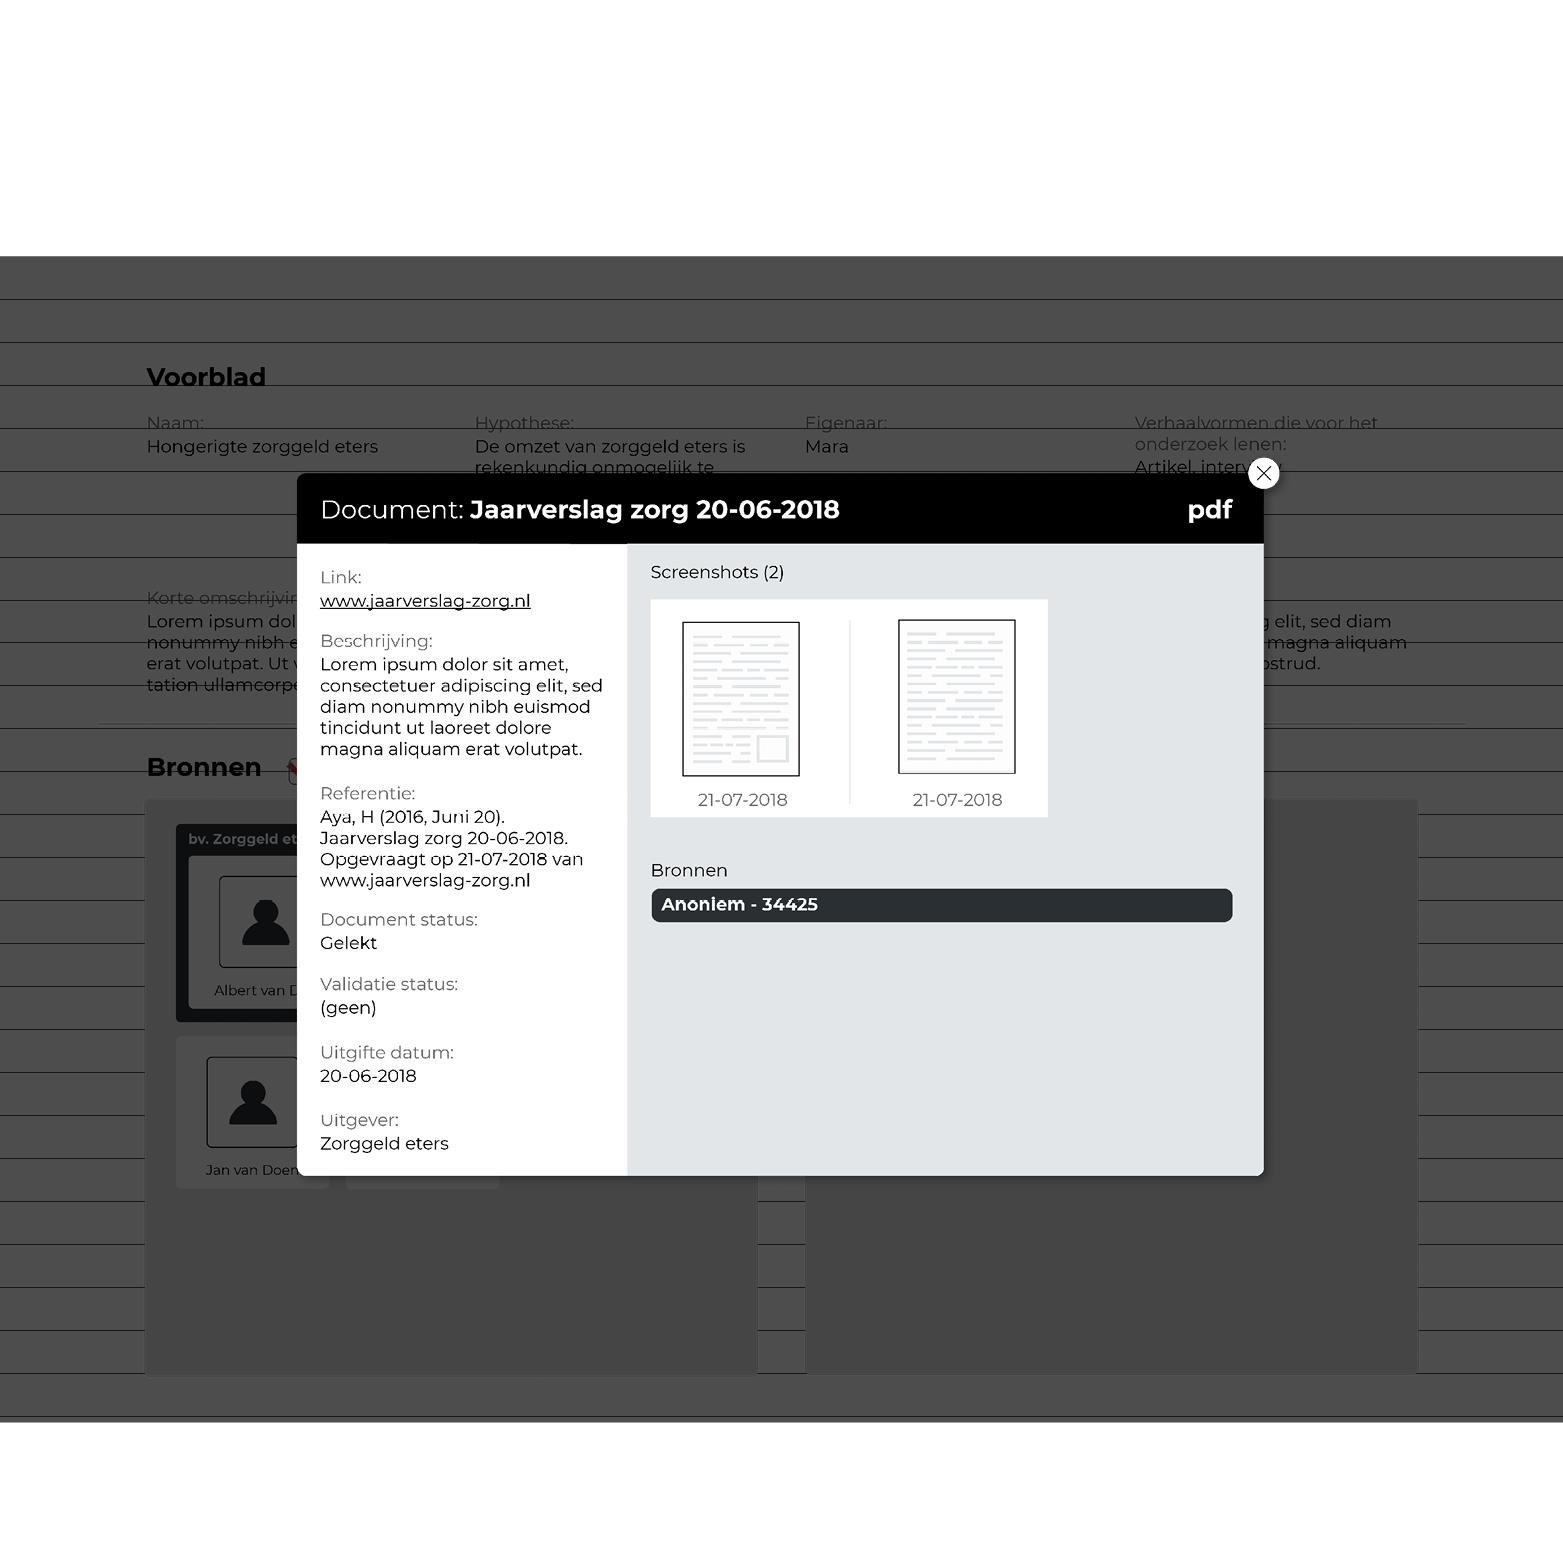 Voorblad
Naam:
Hongerigte zorggeld eters
Hypothese:
De omzet van zorggeld eters is
rekenkundig onmogelijk te
Eigenaar:
Mara
Verhaalvormen die voor het
onderzoek lenen:
Artikel,
Document: Jaarverslag zorg 20-06-2018
pdf
Link:
www.jaarverslag-zorg.nl
Beschrijving:
Lorem ipsum dolor sit amet,
consectetuer adipiscing elit, sed
diam nonummy nibh euismod
tincidunt ut laoreet dolore
magna aliquam erat volutpat.
Referentie:
Aya, H (2016, Juni 20).
Jaarverslag zorg 20-06-2018.
Opgevraagt op 21-07-2018 van
www.jaarverslag-zorg.nl
Document status:
Gelekt
Validatie status:
(geen)
Uitgifte datum:
20-06-2018
Uitgever:
Zorggeld eters
Screenshots (2)
21-07-2018
21-07-2018
Bronnen
Anoniem - 34425
Korte
Lorem ipsum
nonummy nibh
erat volutpat. Ut
tation
elit, sed diam
magna aliquam
Bronnen
bv. Zorggeld
Albert van
Jan van Doen